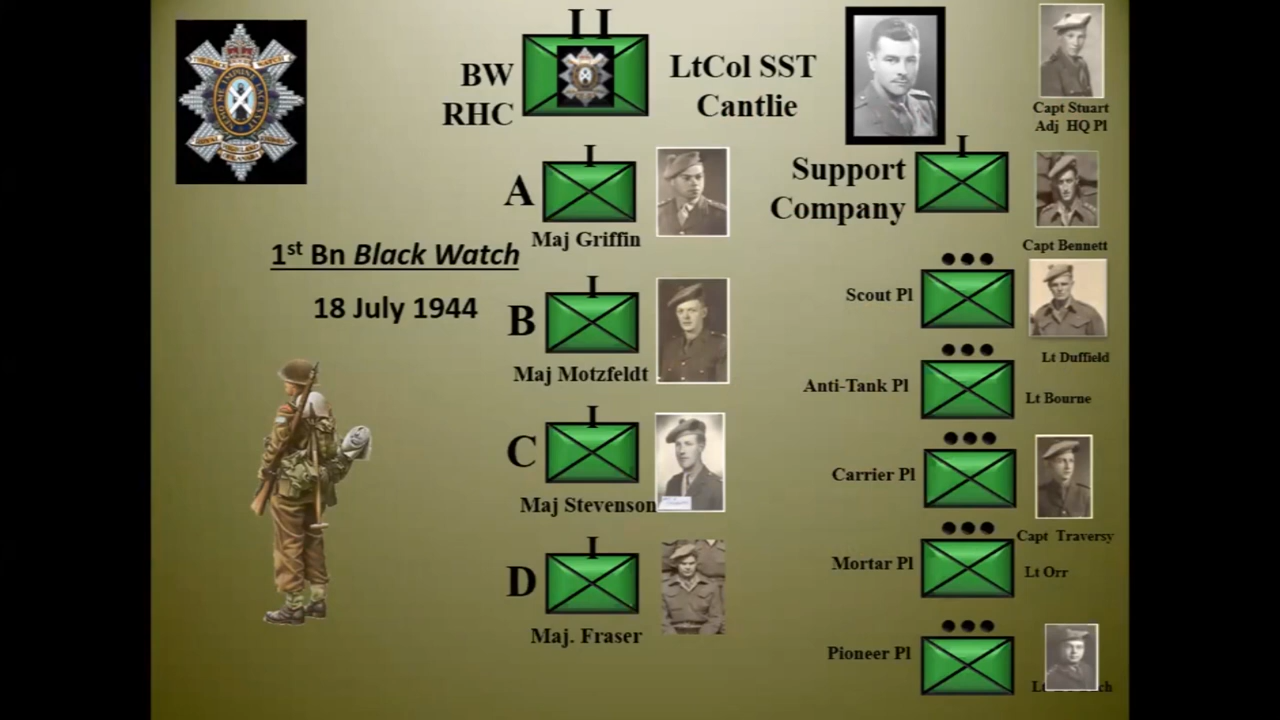 BW
RHC
LtCol SST
Cantlie
Capt Stuart
Adj HQ Pl
A
Maj Griffin
Support
Company
Capt Bennett
1st Bn Black Watch
18 July 1944
B
Maj Motzfeldt
Scout Pl
Lt Duffield
Anti-Tank Pl
Lt Bourne
C
Maj Stevenson
Carrier Pl
Capt Traversy
D
Maj. Fraser
Mortar Pl
Lt Orr
Pioneer Pl